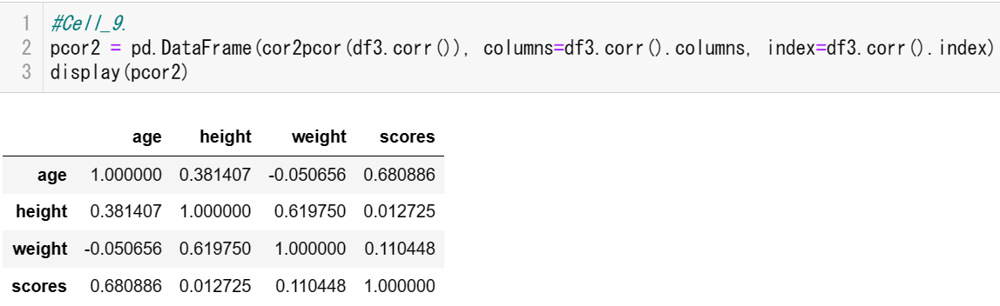 1 #Cell_9.
2 pcor2 = pd.DataFrame(cor2pcor(df3.corr()), columns=df3.corr().columns, index=df3.corr().index)
3 display(pcor2)
age height weight scores
age 1.000000 0.381407 -0.050656 0.680886
height 0.381407 1.000000 0.619750 0.012725
weight -0.050656 0.619750 1.000000 0.110448
scores 0.680886 0.012725 0.110448 1.000000